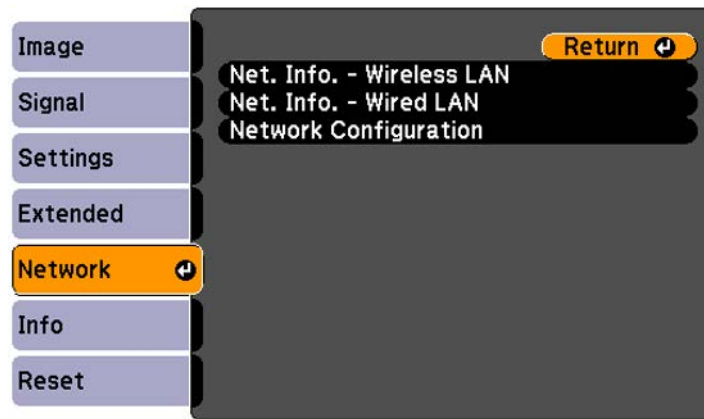 Image
Signal
Settings
Extended
Network
Info
Reset
Return
Net. Info. - Wireless LAN
Net. Info. - Wired LAN
Network Configuration